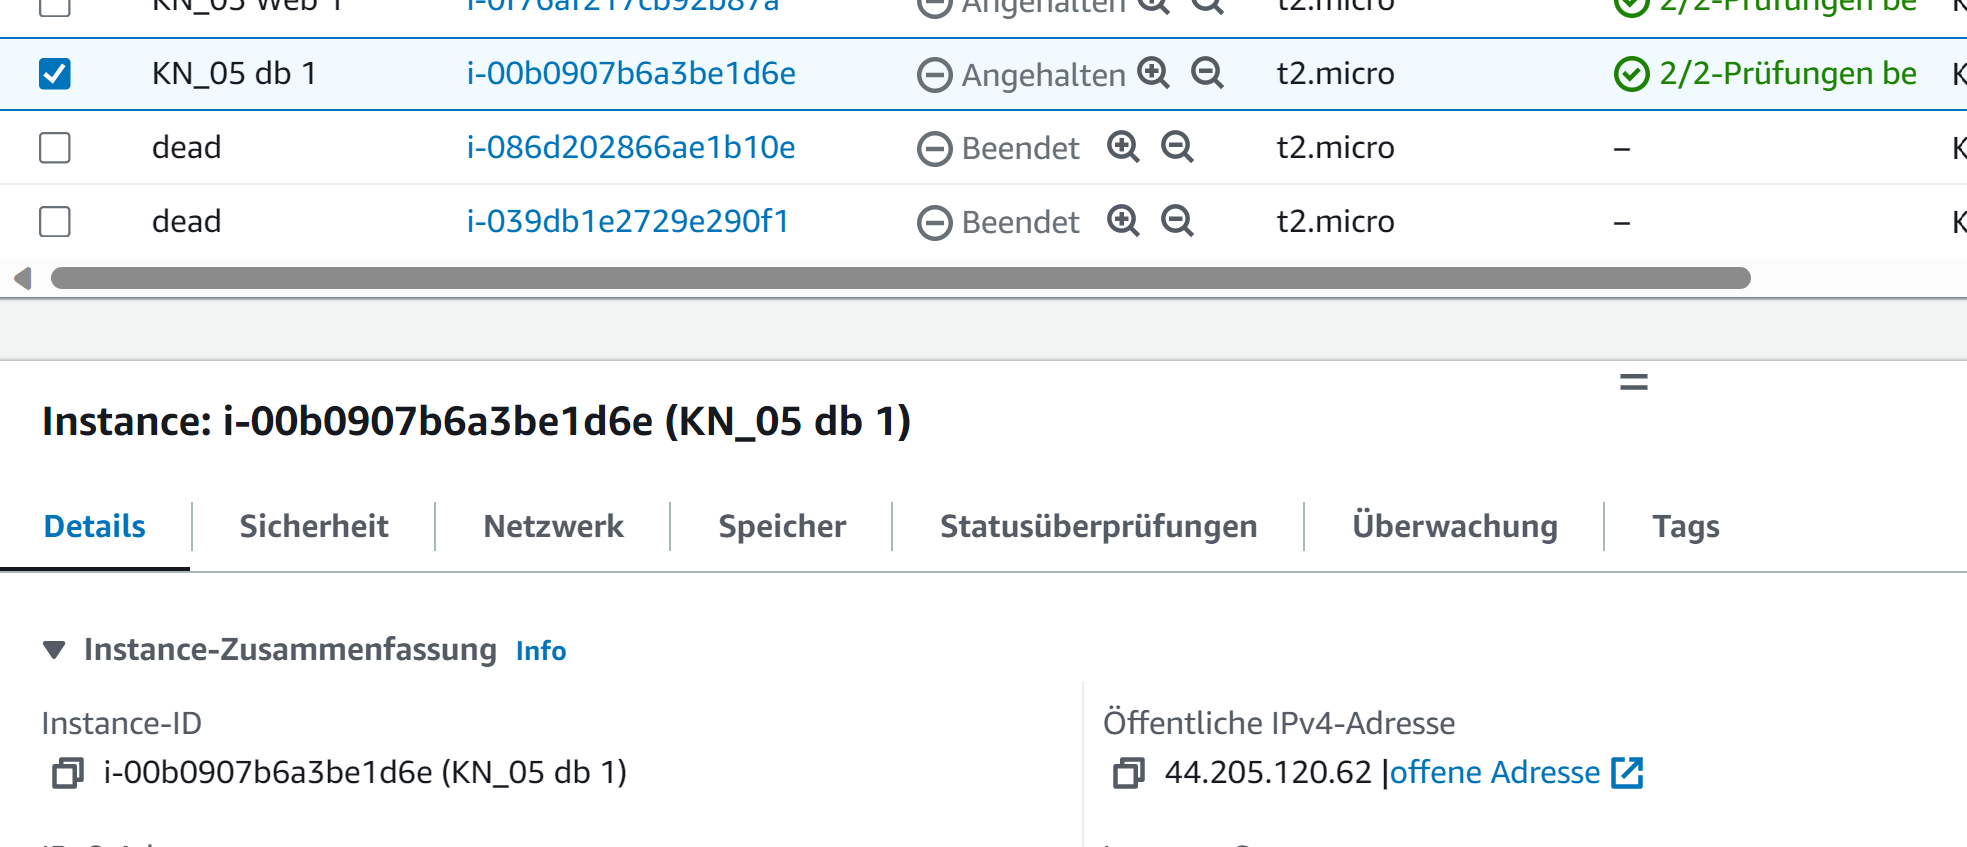 KN_05 Web 1 i-0f76af217cb92b87a Angehalten t2.micro 2/2-Prüfungen be
KN_05 db 1 i-00b0907b6a3be1d6e Angehalten t2.micro 2/2-Prüfungen be K
dead i-086d202866ae1b10e Beendet t2.micro – K
dead i-039db1e2729e290f1 Beendet t2.micro – K
Instance: i-00b0907b6a3be1d6e (KN_05 db 1)
Details Sicherheit Netzwerk Speicher Statusüberprüfungen Überwachung Tags
Instance-Zusammenfassung Info
Instance-ID
i-00b0907b6a3be1d6e (KN_05 db 1)
Öffentliche IPv4-Adresse
44.205.120.62 |offene Adresse